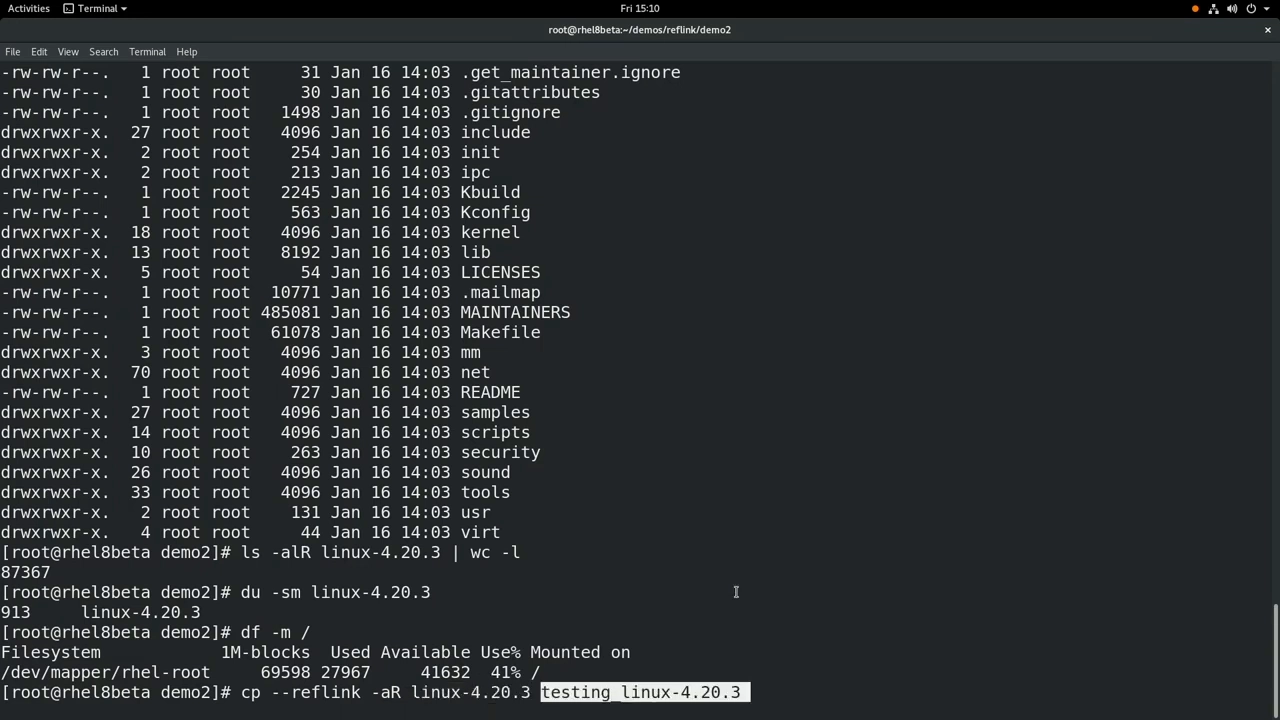 Activities Terminal Fri 15:10
root@rhel8beta:~/demos/reflink/demo2 ×
File Edit View Search Terminal Help
-rw-rw-r--. 1 root root 31 Jan 16 14:03 .get_maintainer.ignore
-rw-rw-r--. 1 root root 30 Jan 16 14:03 .gitattributes
-rw-rw-r--. 1 root root 1498 Jan 16 14:03 .gitignore
drwxrwxr-x. 27 root root 4096 Jan 16 14:03 include
drwxrwxr-x. 2 root root 254 Jan 16 14:03 init
drwxrwxr-x. 2 root root 213 Jan 16 14:03 ipc
-rw-rw-r--. 1 root root 2245 Jan 16 14:03 Kbuild
-rw-rw-r--. 1 root root 563 Jan 16 14:03 Kconfig
drwxrwxr-x. 18 root root 4096 Jan 16 14:03 kernel
drwxrwxr-x. 13 root root 8192 Jan 16 14:03 lib
drwxrwxr-x. 5 root root 54 Jan 16 14:03 LICENSES
-rw-rw-r--. 1 root root 10771 Jan 16 14:03 .mailmap
-rw-rw-r--. 1 root root 485081 Jan 16 14:03 MAINTAINERS
-rw-rw-r--. 1 root root 61078 Jan 16 14:03 Makefile
drwxrwxr-x. 3 root root 4096 Jan 16 14:03 mm
drwxrwxr-x. 70 root root 4096 Jan 16 14:03 net
-rw-rw-r--. 1 root root 727 Jan 16 14:03 README
drwxrwxr-x. 27 root root 4096 Jan 16 14:03 samples
drwxrwxr-x. 14 root root 4096 Jan 16 14:03 scripts
drwxrwxr-x. 10 root root 263 Jan 16 14:03 security
drwxrwxr-x. 26 root root 4096 Jan 16 14:03 sound
drwxrwxr-x. 33 root root 4096 Jan 16 14:03 tools
drwxrwxr-x. 2 root root 131 Jan 16 14:03 usr
drwxrwxr-x. 4 root root 44 Jan 16 14:03 virt
[root@rhel8beta demo2]# ls -alR linux-4.20.3 | wc -l
87367
[root@rhel8beta demo2]# du -sm linux-4.20.3
913 linux-4.20.3
[root@rhel8beta demo2]# df -m /
Filesystem 1M-blocks Used Available Use% Mounted on
/dev/mapper/rhel-root 69598 27967 41632 41% /
[root@rhel8beta demo2]# cp --reflink -aR linux-4.20.3 testing_linux-4.20.3